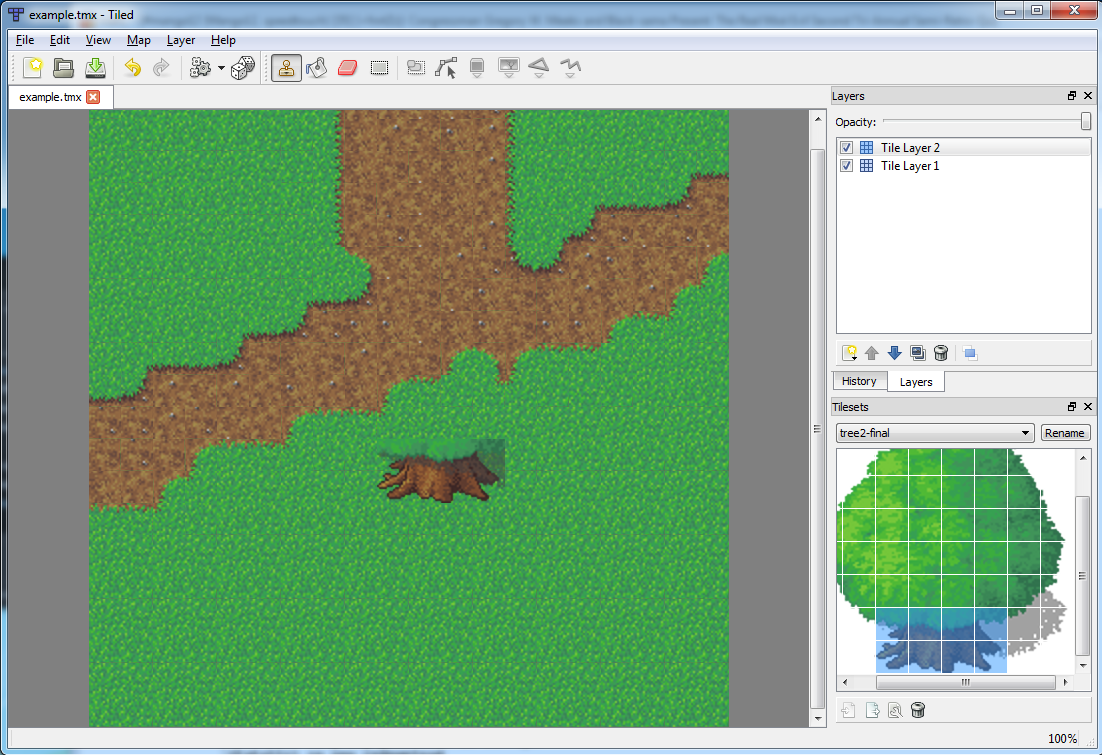 example.tmx - Tiled
File Edit View Map Layer Help
example.tmx
Layers
Opacity:
Tile Layer 2
Tile Layer 1
History Layers
Tilesets
tree2-final Rename
100%